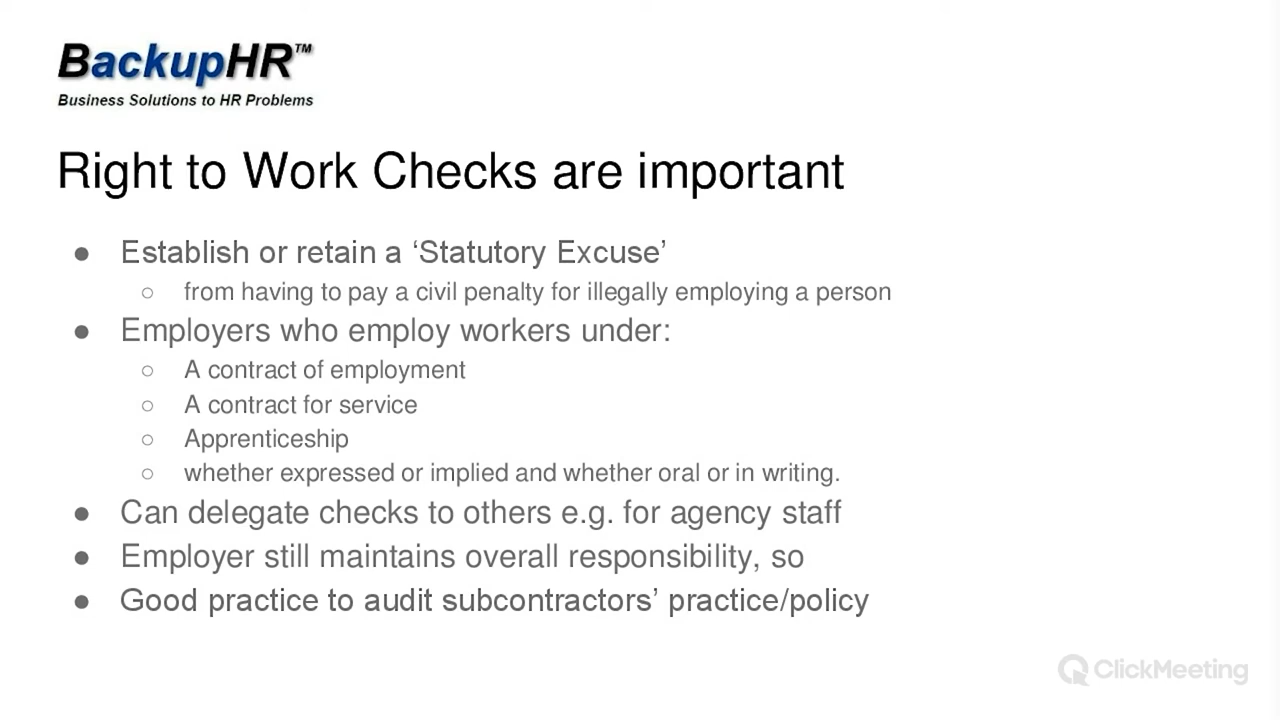 BackupHR™
Business Solutions to HR Problems
Right to Work Checks are important
● Establish or retain a ‘Statutory Excuse’
○ from having to pay a civil penalty for illegally employing a person
● Employers who employ workers under:
○ A contract of employment
○ A contract for service
○ Apprenticeship
○ whether expressed or implied and whether oral or in writing.
● Can delegate checks to others e.g. for agency staff
● Employer still maintains overall responsibility, so
● Good practice to audit subcontractors’ practice/policy
ClickMeeting